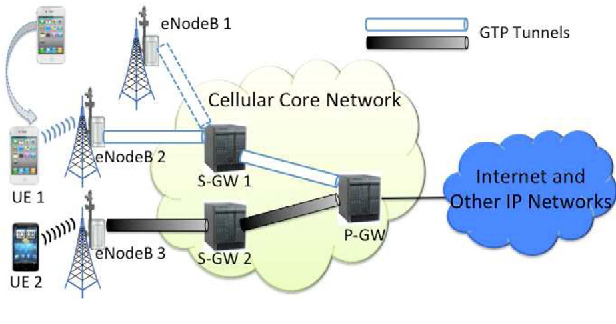 eNodeB 1
GTP Tunnels
Cellular Core Network
eNodeB 2
S-GW 1
UE 1
Internet and
Other IP Networks
P-GW
eNodeB 3
S-GW 2
UE 2